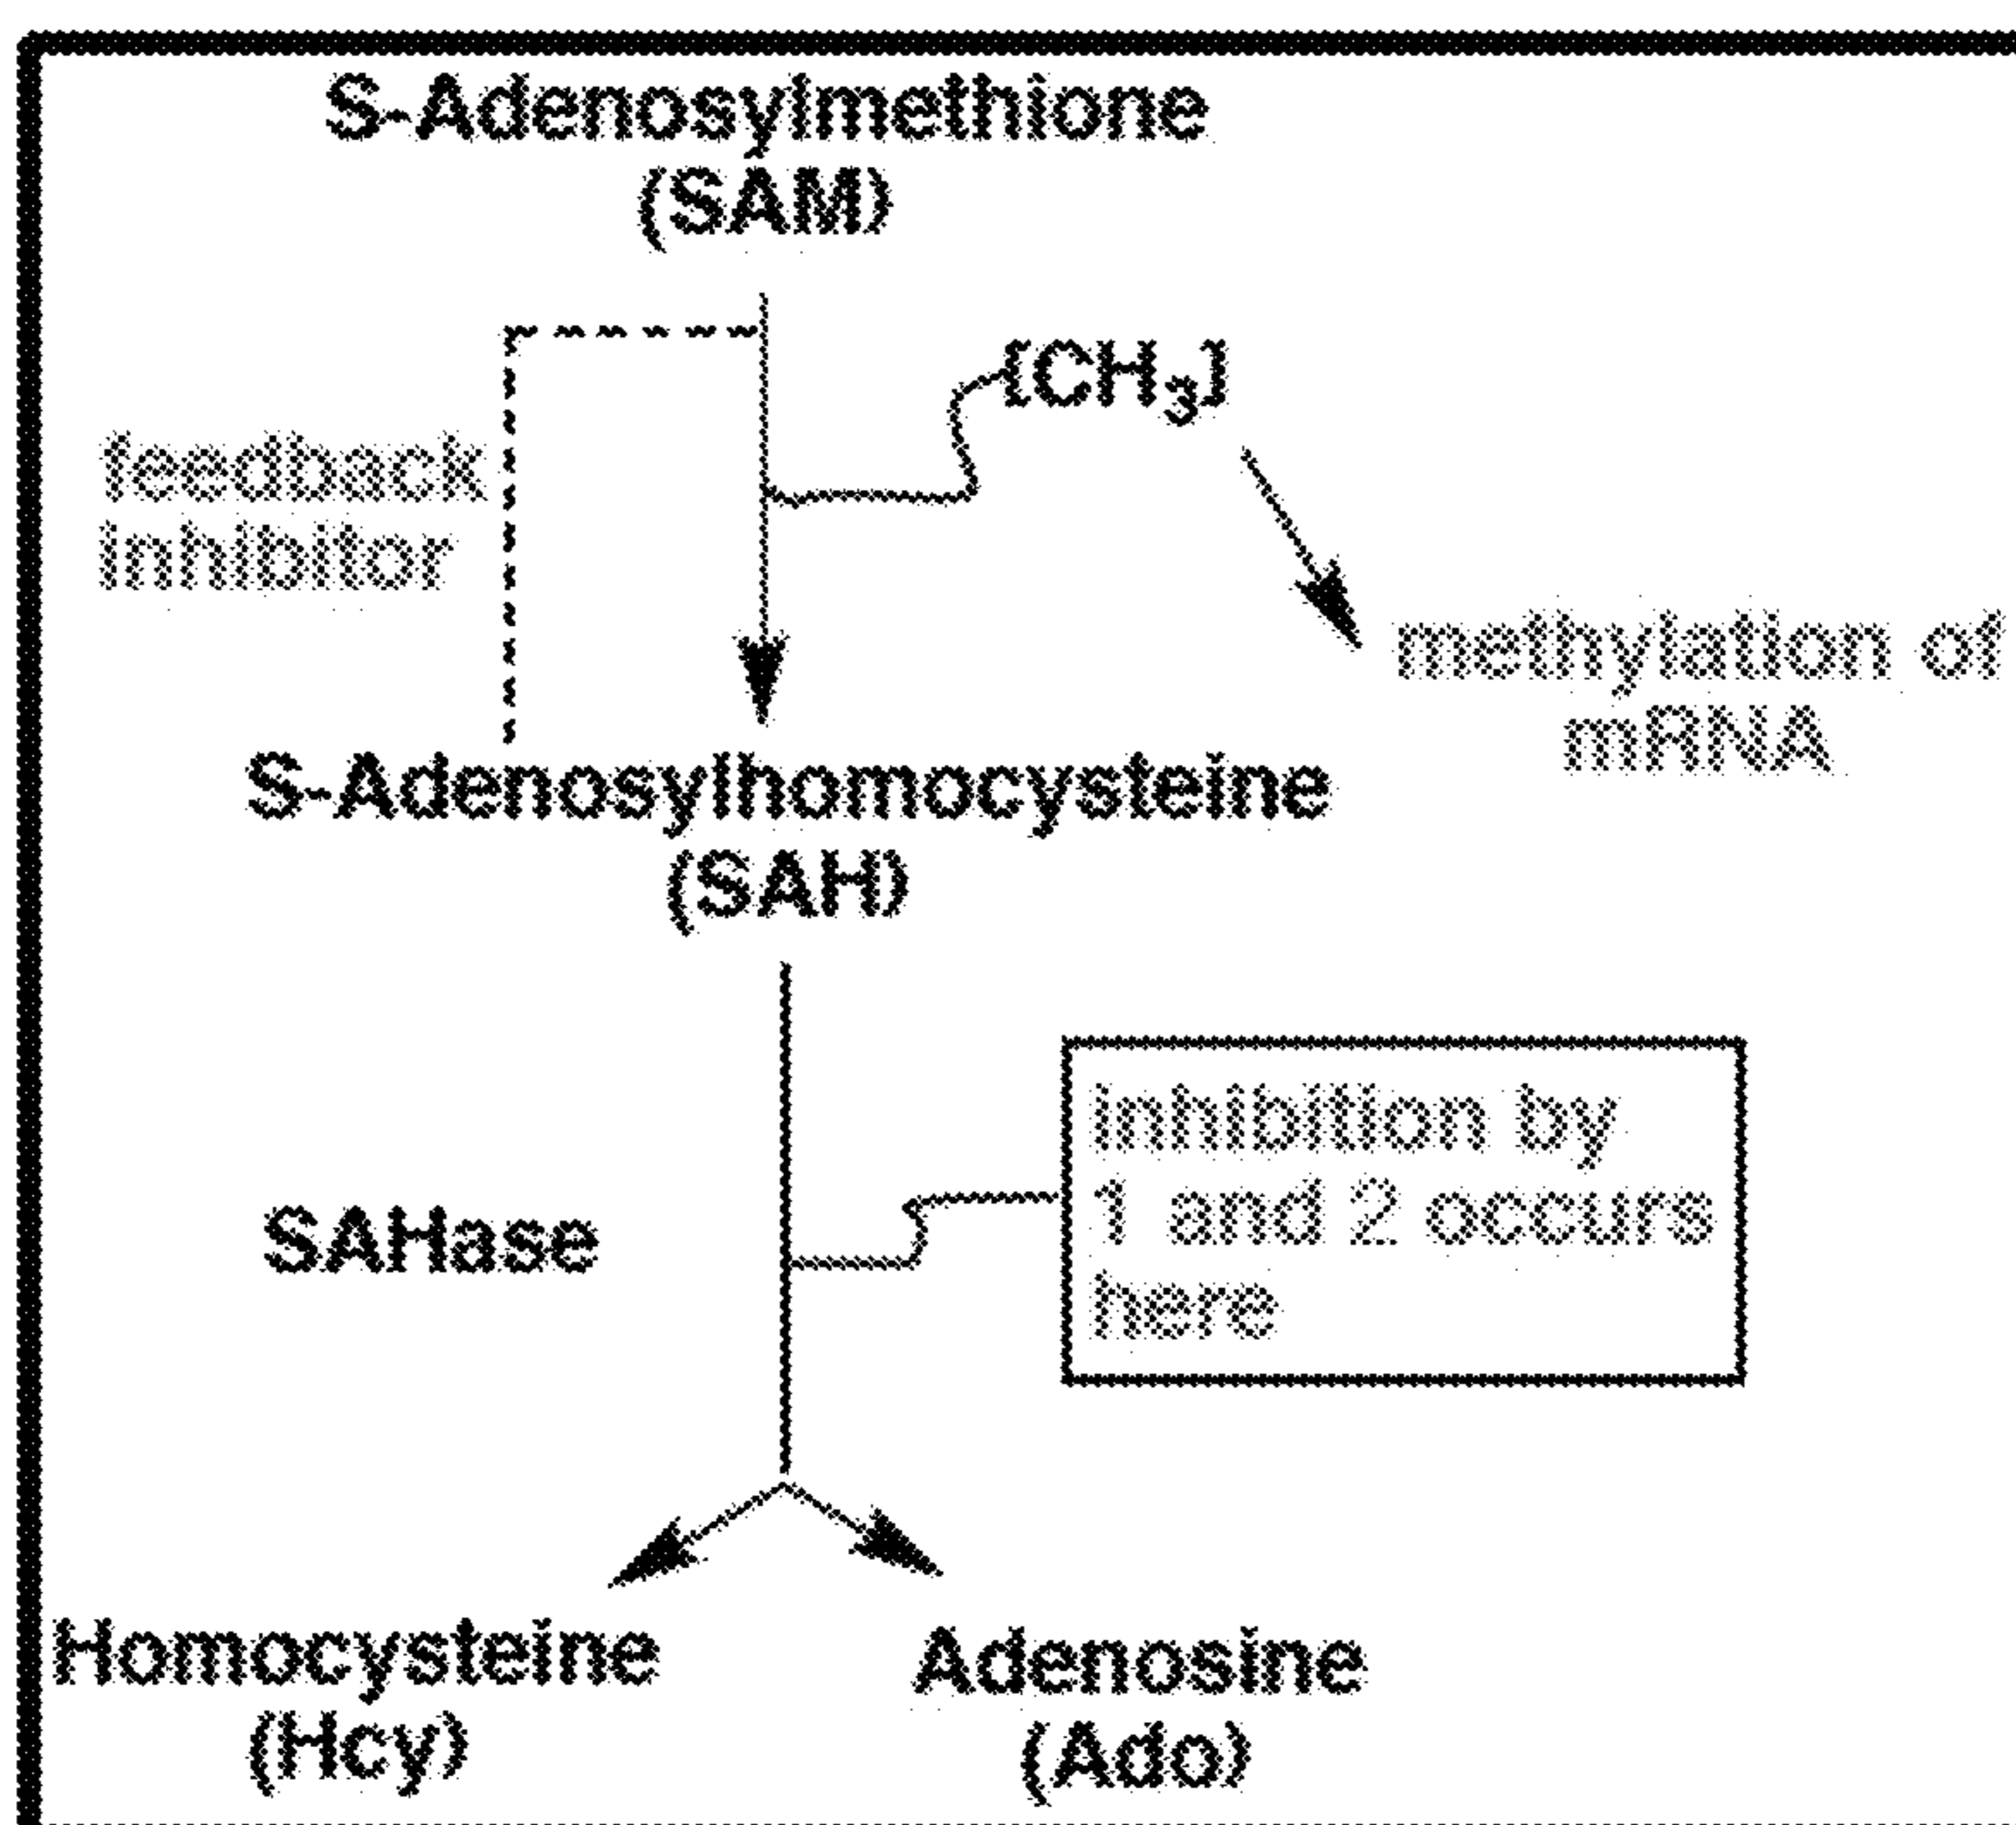 S-Adenosylmethione
(SAM)
[CH3]
feedback
inhibitor
methylation of
mRNA
S-Adenosylhomocysteine
(SAH)
inhibition by
1 and 2 occurs
here
SAHase
Homocysteine
(Hcy)
Adenosine
(Ado)